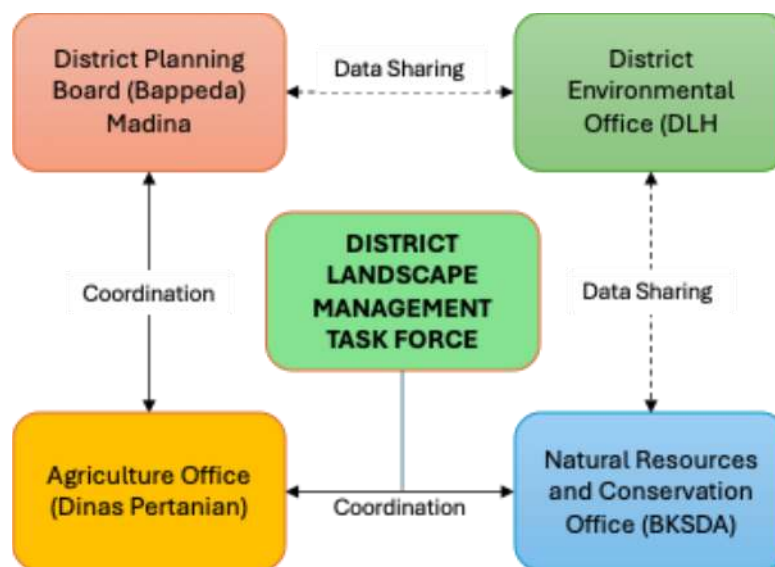 District Planning
Board (Bappeda)
Madina
Data Sharing
District
Environmental
Office (DLH
DISTRICT
LANDSCAPE
MANAGEMENT
TASK FORCE
Coordination
Data Sharing
Agriculture Office
(Dinas Pertanian)
Coordination
Natural Resources
and Conservation
Office (BKSDA)